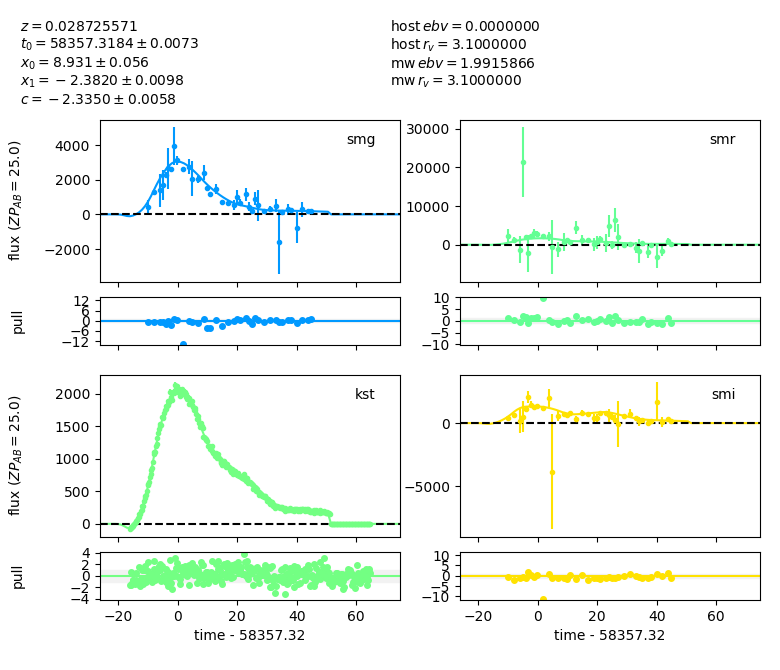 z = 0.028725571
t₀ = 58357.3184 ± 0.0073
x₀ = 8.931 ± 0.056
x₁ = −2.3820 ± 0.0098
c = −2.3350 ± 0.0058
host ebv = 0.0000000
host r_v = 3.1000000
mw ebv = 1.9915866
mw r_v = 3.1000000
flux (ZP_AB = 25.0)
4000
2000
0
−2000
smg
30000
20000
10000
0
smr
pull
12
6
0
−6
−12
10
5
0
−5
−10
flux (ZP_AB = 25.0)
2000
1500
1000
500
0
kst
0
−5000
smi
pull
4
2
0
−2
−4
10
5
0
−5
−10
−20 0 20 40 60
−20 0 20 40 60
time - 58357.32
time - 58357.32